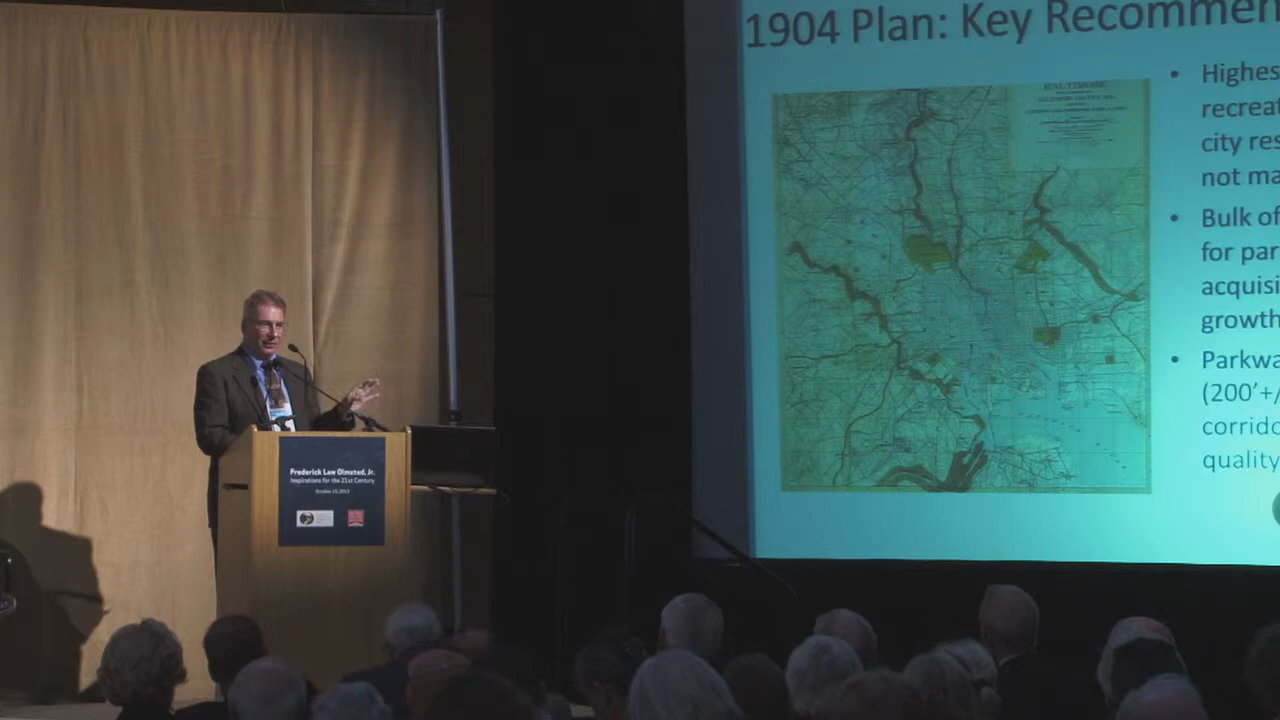 1904 Plan: Key Recommen
BALTIMORE
Highes
recreat
city res
not ma
Bulk of
for par
acquisi
growth
Parkwa
(200'+/
corrido
quality
Frederick Law Olmsted, Jr.
Inspirations for the 21st Century